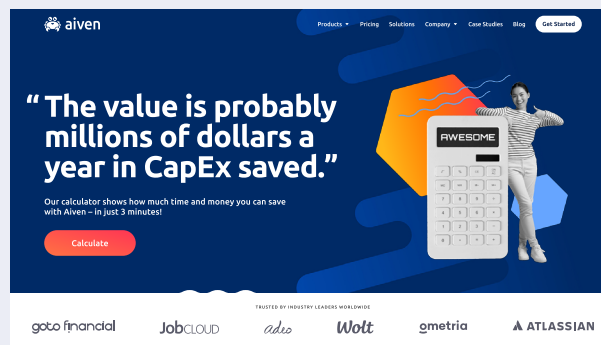 aiven
Products Pricing Solutions Company Case Studies Blog Get Started
“ The value is probably
millions of dollars a
year in CapEx saved.”
Our calculator shows how much time and money you can save
with Aiven – in just 3 minutes!
Calculate
AWESOME
TRUSTED BY INDUSTRY LEADERS WORLDWIDE
goto financial JobCLOUD adeo Wolt ometria ATLASSIAN